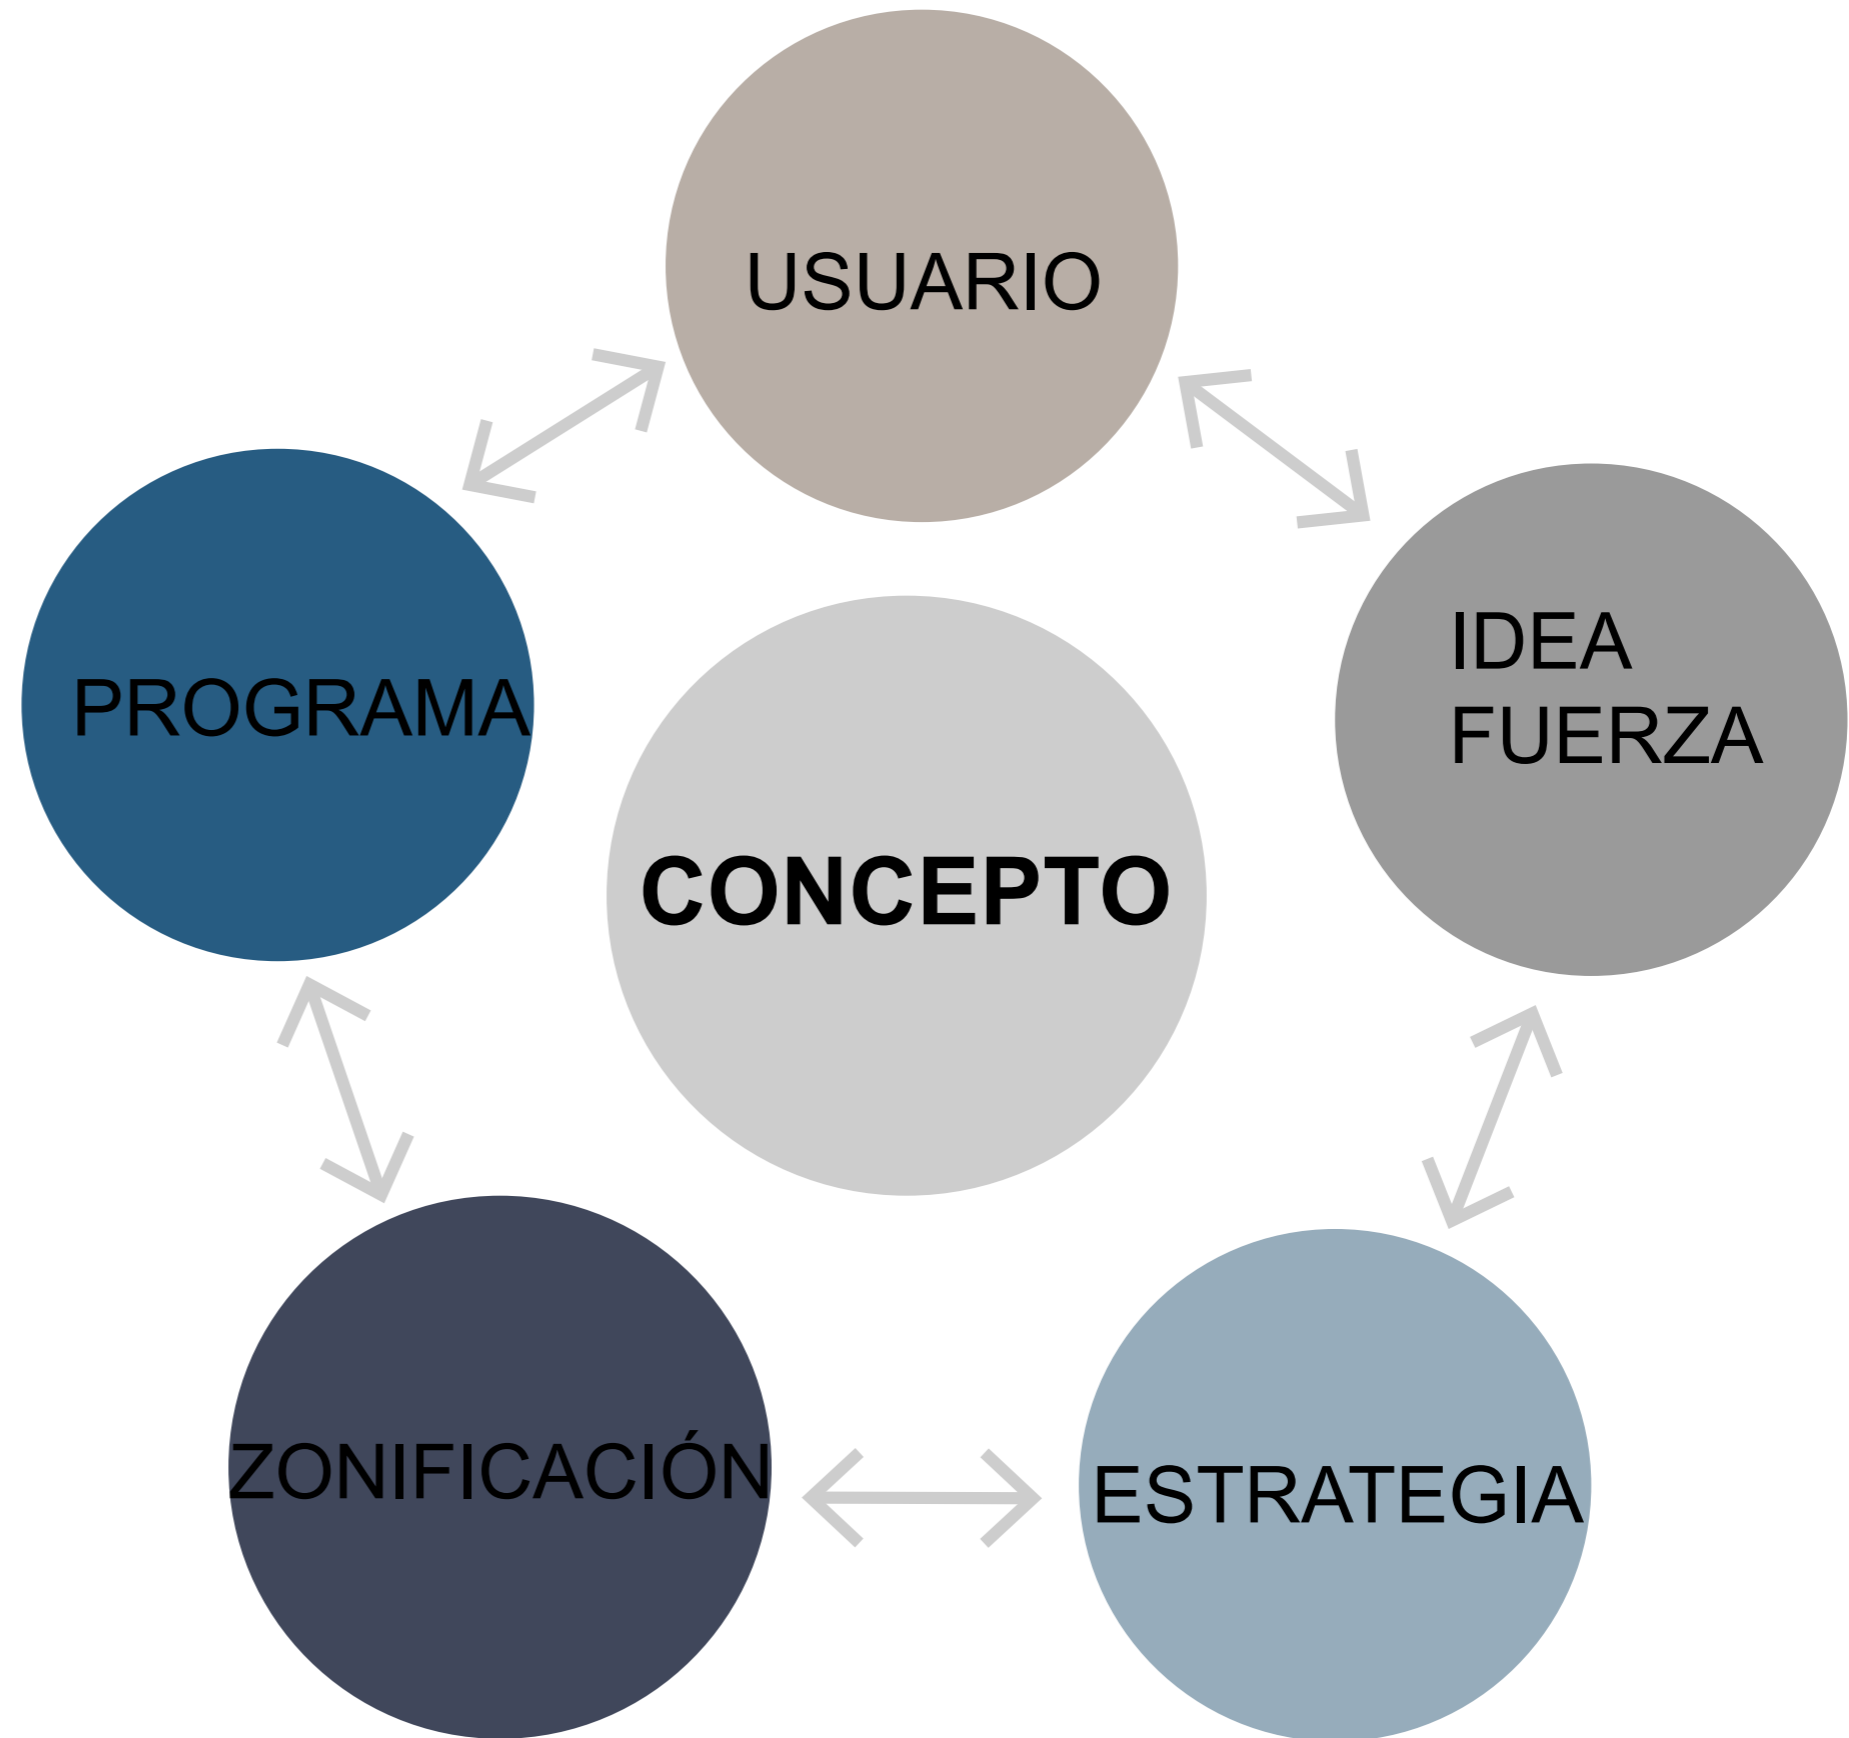 USUARIO
IDEA
FUERZA
PROGRAMA
CONCEPTO
ZONIFICACIÓN
ESTRATEGIA